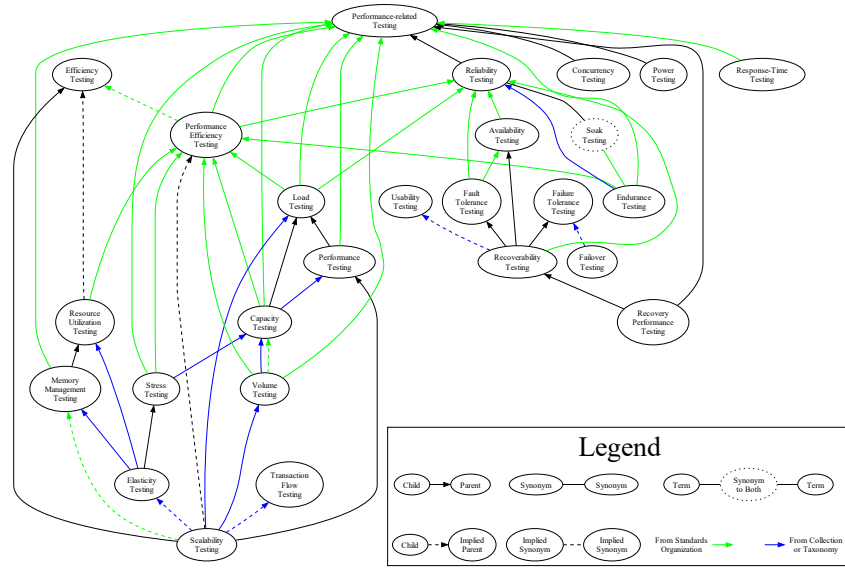 Performance-related
Testing
Efficiency
Testing
Reliability
Testing
Concurrency
Testing
Power
Testing
Response-Time
Testing
Performance
Efficiency
Testing
Availability
Testing
Soak
Testing
Load
Testing
Usability
Testing
Fault
Tolerance
Testing
Failure
Tolerance
Testing
Endurance
Testing
Performance
Testing
Recoverability
Testing
Failover
Testing
Resource
Utilization
Testing
Capacity
Testing
Recovery
Performance
Testing
Memory
Management
Testing
Stress
Testing
Volume
Testing
Elasticity
Testing
Transaction
Flow
Testing
Scalability
Testing
Legend
Child
Parent
Synonym
Synonym
Term
Synonym
to Both
Term
Child
Implied
Parent
Implied
Synonym
Implied
Synonym
From Standards
Organization
From Collection
or Taxonomy